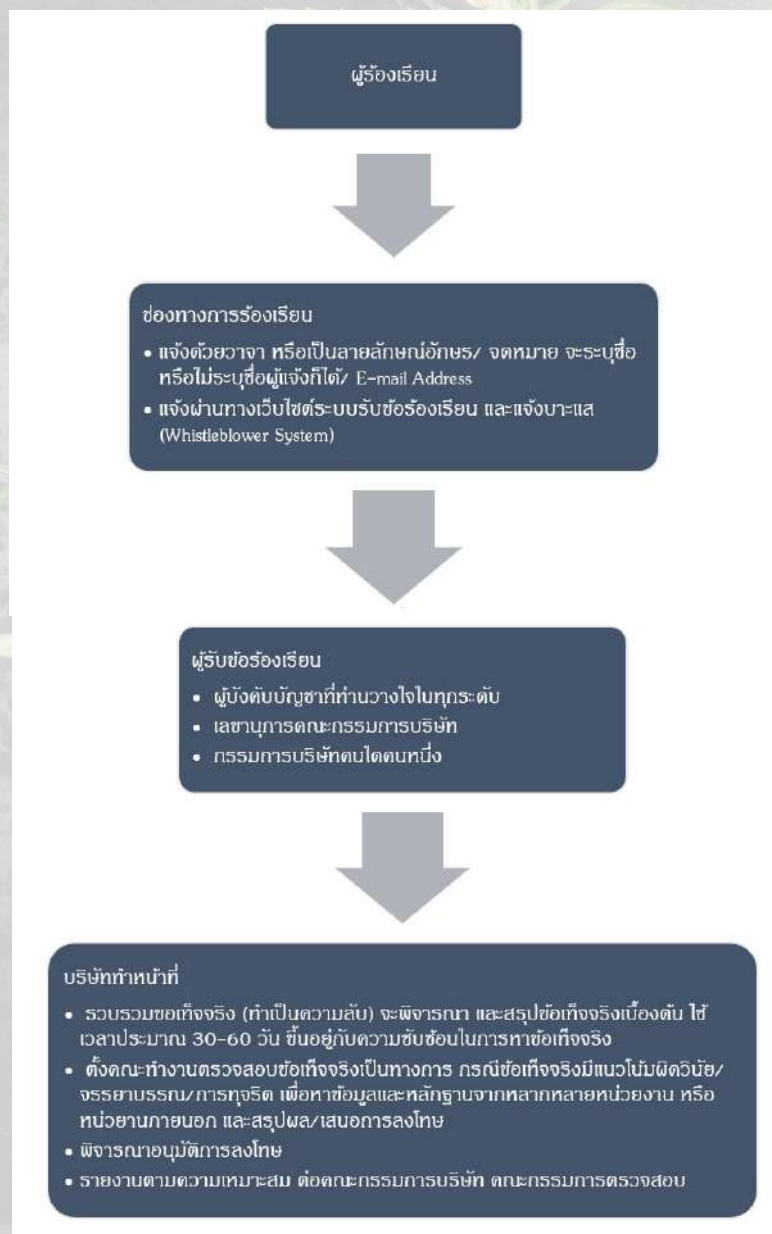 ผู้ร้องเรียน
ช่องทางการร้องเรียน
• แจ้งด้วยวาจา หรือเป็นลายลักษณ์อักษร/ จดหมาย จะระบุชื่อ
หรือไม่ระบุชื่อผู้แจ้งก็ได้/ E-mail Address
• แจ้งผ่านทางเว็บไซต์ระบบรับข้อร้องเรียน และแจ้งเบาะแส
(Whistleblower System)
ผู้รับข้อร้องเรียน
• ผู้บังคับบัญชาที่ท่านวางใจในทุกระดับ
• เลขานุการคณะกรรมการบริษัท
• กรรมการบริษัทคนใดคนหนึ่ง
บริษัททำหน้าที่
• รวบรวมขอเท็จจริง (ทำเป็นความลับ) จะพิจารณา และสรุปข้อเท็จจริงเบื้องต้น ใช้
เวลาประมาณ 30-60 วัน ขึ้นอยู่กับความซับซ้อนในการหาข้อเท็จจริง
• ตั้งคณะทำงานตรวจสอบข้อเท็จจริงเป็นทางการ กรณีข้อเท็จจริงมีแนวโน้มผิดวินัย/
จรรยาบรรณ/การทุจริต เพื่อหาข้อมูลและหลักฐานจากหลากหลายหน่วยงาน หรือ
หน่วยานภายนอก และสรุปผล/เสนอการลงโทษ
• พิจารณาอนุมัติการลงโทษ
• รายงานตามความเหมาะสม ต่อคณะกรรมการบริษัท คณะกรรมการตรวจสอบ